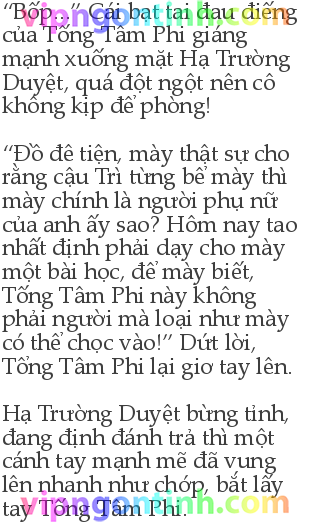 “Bốp...” Cái bạt tai đau điếng
của Tống Tâm Phi giáng
mạnh xuống mặt Hạ Trường
Duyệt, quá đột ngột nên cô
không kịp để phòng!
“Đồ đê tiện, mày thật sự cho
rằng cậu Trì từng bể mày thì
mày chính là người phụ nữ
của anh ấy sao? Hôm nay tao
nhất định phải dạy cho mày
một bài học, để mày biết,
Tống Tâm Phi này không
phải người mà loại như mày
có thể chọc vào!” Dứt lời,
Tổng Tâm Phi lại giơ tay lên.
Hạ Trường Duyệt bừng tỉnh,
đang định đánh trả thì một
cánh tay mạnh mẽ đã vung
lên nhanh như chớp, bắt lấy
tay Tống Tâm Phi.
vipngontinh.com
vipngontinh.com